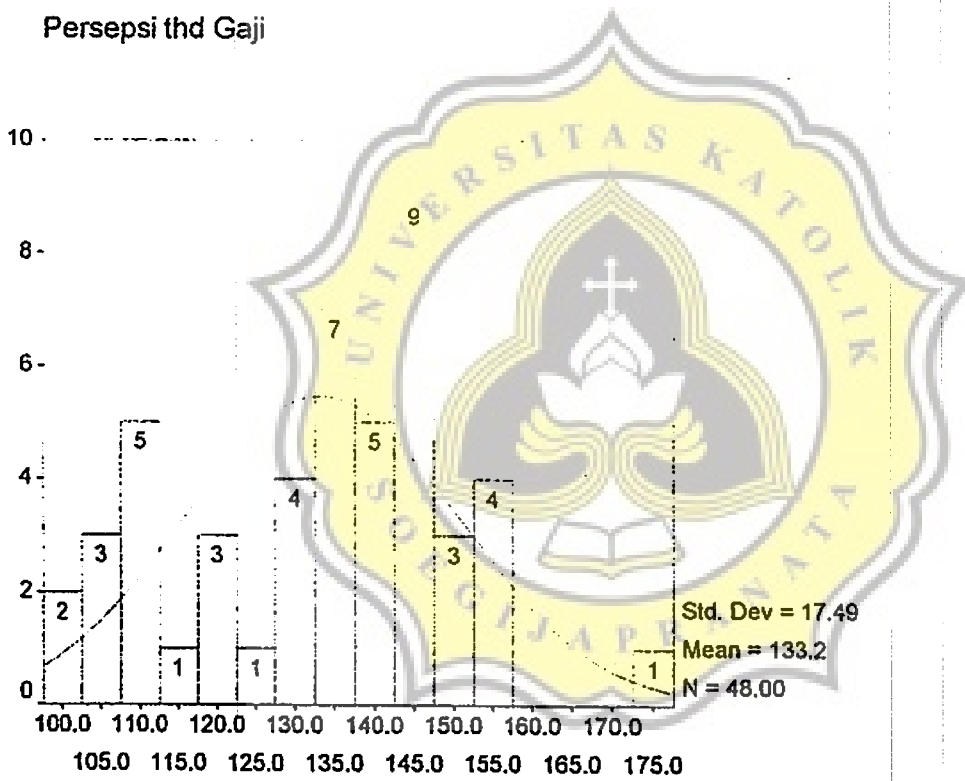 Persepsi thd Gaji
UNIVERSITAS KATOLIK
SOEGIJAPRANATA
10
8
6
4
2
0
2
3
5
1
3
1
4
7
5
9
3
4
1
Std. Dev = 17.49
Mean = 133.2
N = 48.00
100.0 110.0 120.0 130.0 140.0 150.0 160.0 170.0
105.0 115.0 125.0 135.0 145.0 155.0 165.0 175.0